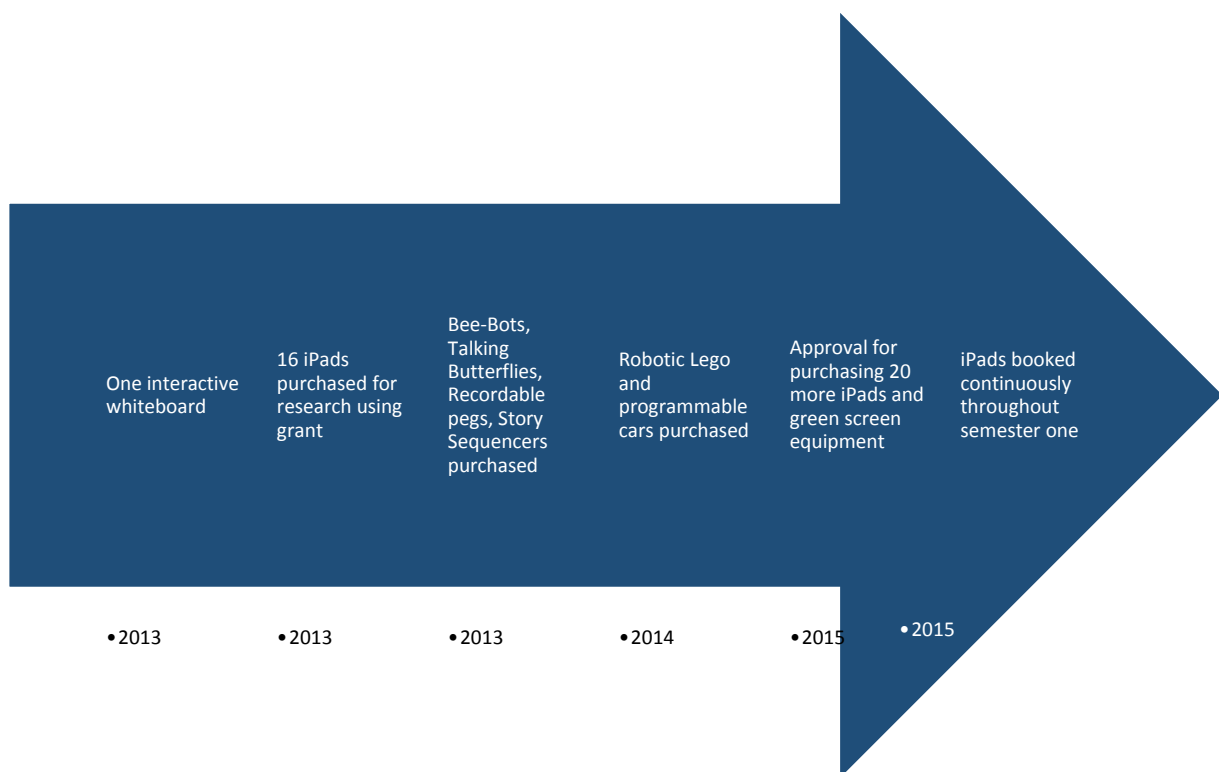 One interactive
whiteboard
16 iPads
purchased for
research using
grant
Bee-Bots,
Talking
Butterflies,
Recordable
pegs, Story
Sequencers
purchased
Robotic Lego
and
programmable
cars purchased
Approval for
purchasing 20
more iPads and
green screen
equipment
iPads booked
continuously
throughout
semester one
•2013
•2013
•2013
•2014
•2015
•2015